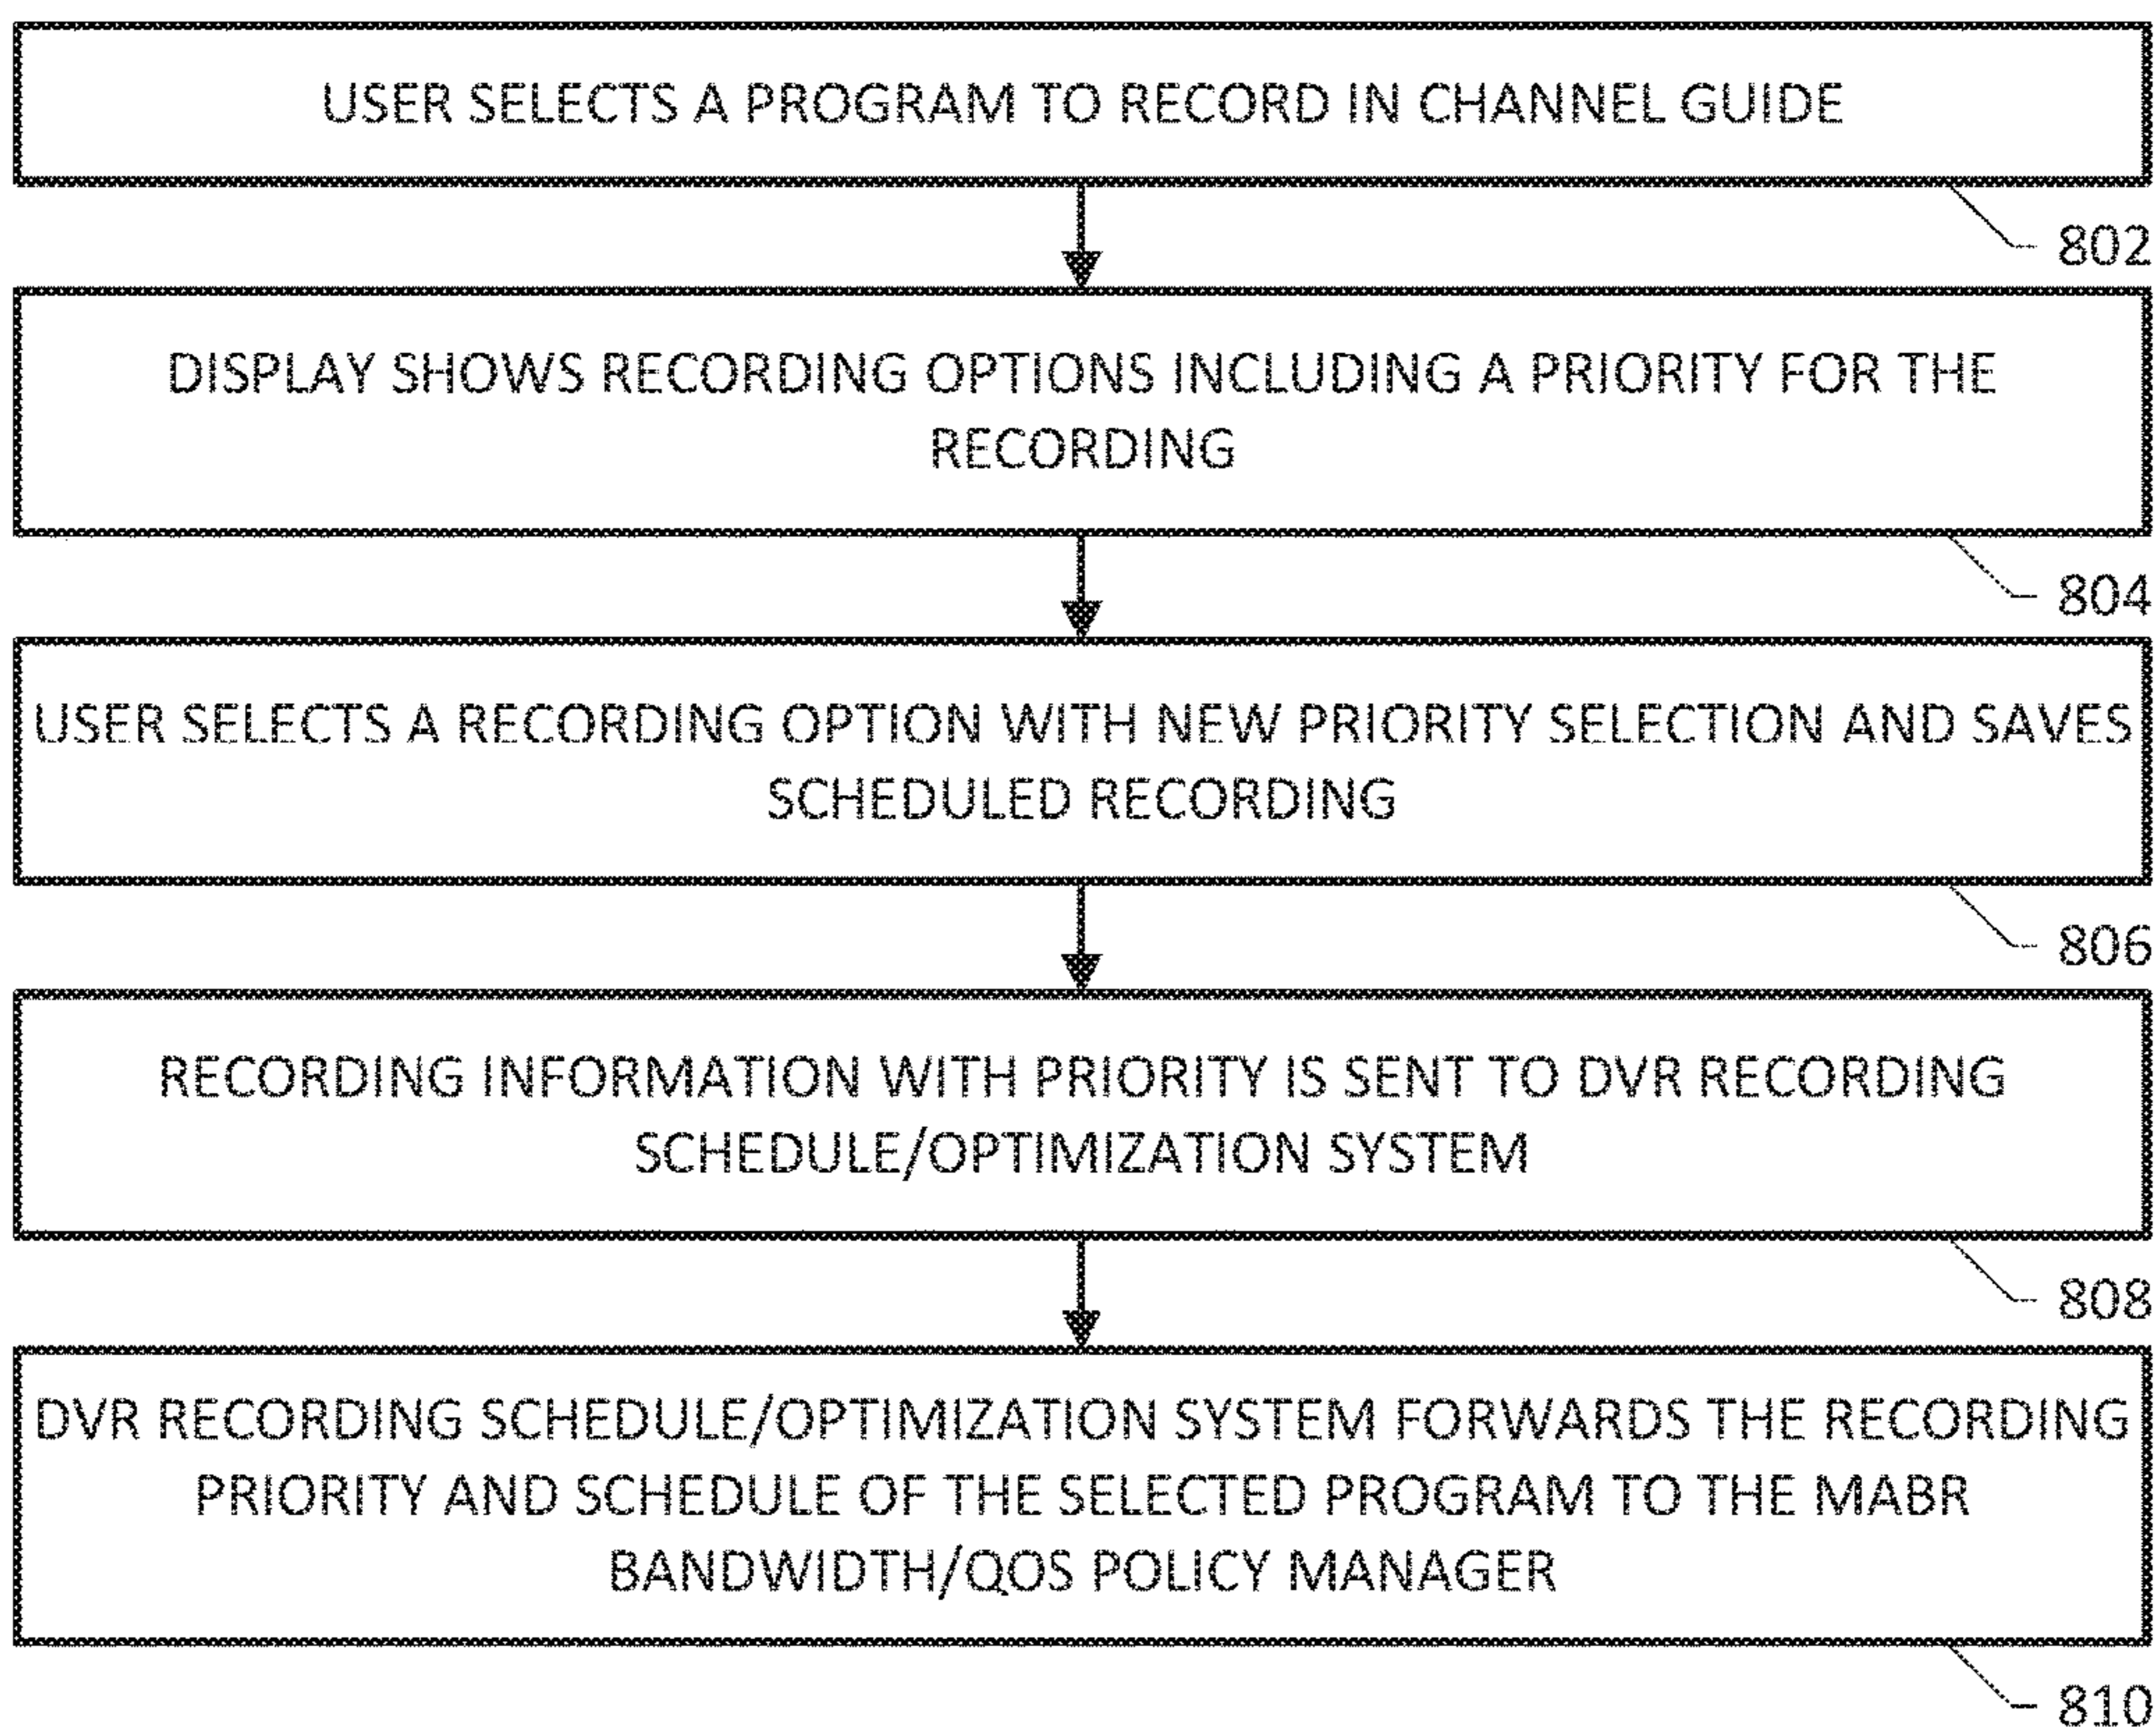 USER SELECTS A PROGRAM TO RECORD IN CHANNEL GUIDE
802
DISPLAY SHOWS RECORDING OPTIONS INCLUDING A PRIORITY FOR THE
RECORDING
804
USER SELECTS A RECORDING OPTION WITH NEW PRIORITY SELECTION AND SAVES
SCHEDULED RECORDING
806
RECORDING INFORMATION WITH PRIORITY IS SENT TO DVR RECORDING
SCHEDULE/OPTIMIZATION SYSTEM
808
DVR RECORDING SCHEDULE/OPTIMIZATION SYSTEM FORWARDS THE RECORDING
PRIORITY AND SCHEDULE OF THE SELECTED PROGRAM TO THE MABR
BANDWIDTH/QOS POLICY MANAGER
810